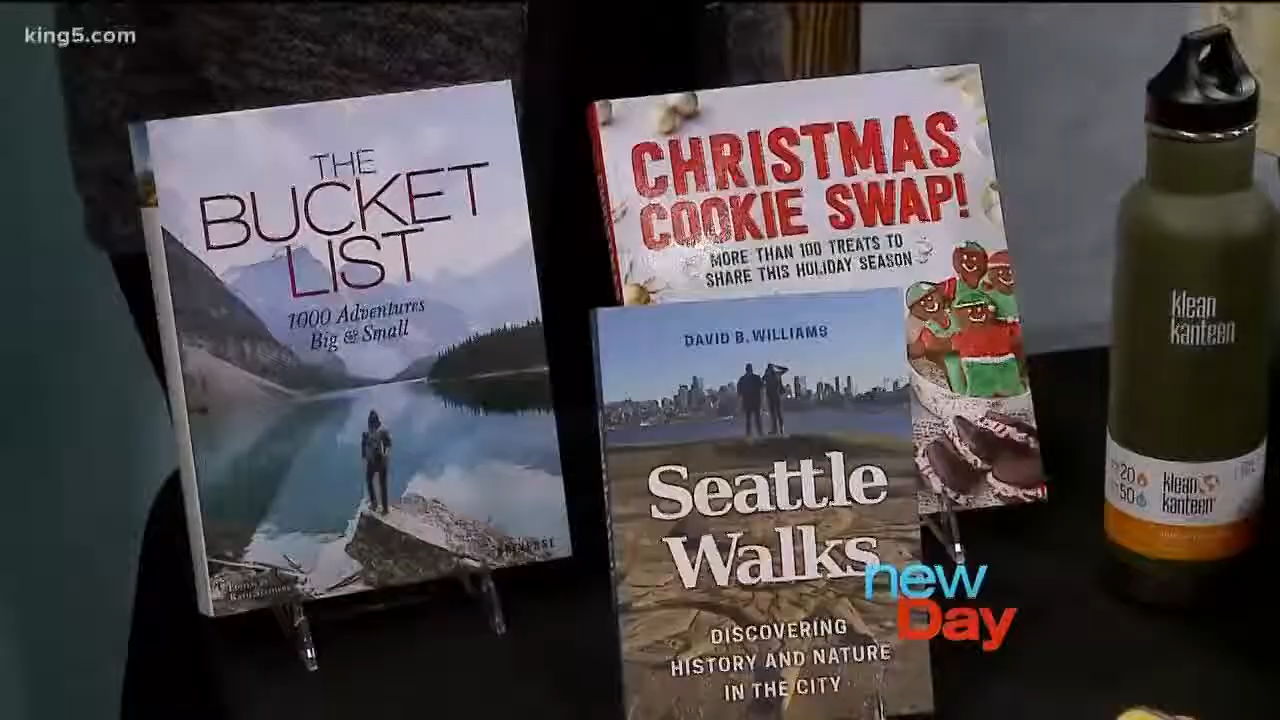 king5.com
THE
BUCKET
LIST
1000 Adventures
Big & Small
CHRISTMAS
COOKIE SWAP!
MORE THAN 100 TREATS TO
SHARE THIS HOLIDAY SEASON
DAVID B. WILLIAMS
Seattle
Walks
DISCOVERING
HISTORY AND NATURE
IN THE CITY
klean
kanteen
20
50
klean
kanteen
new
Day